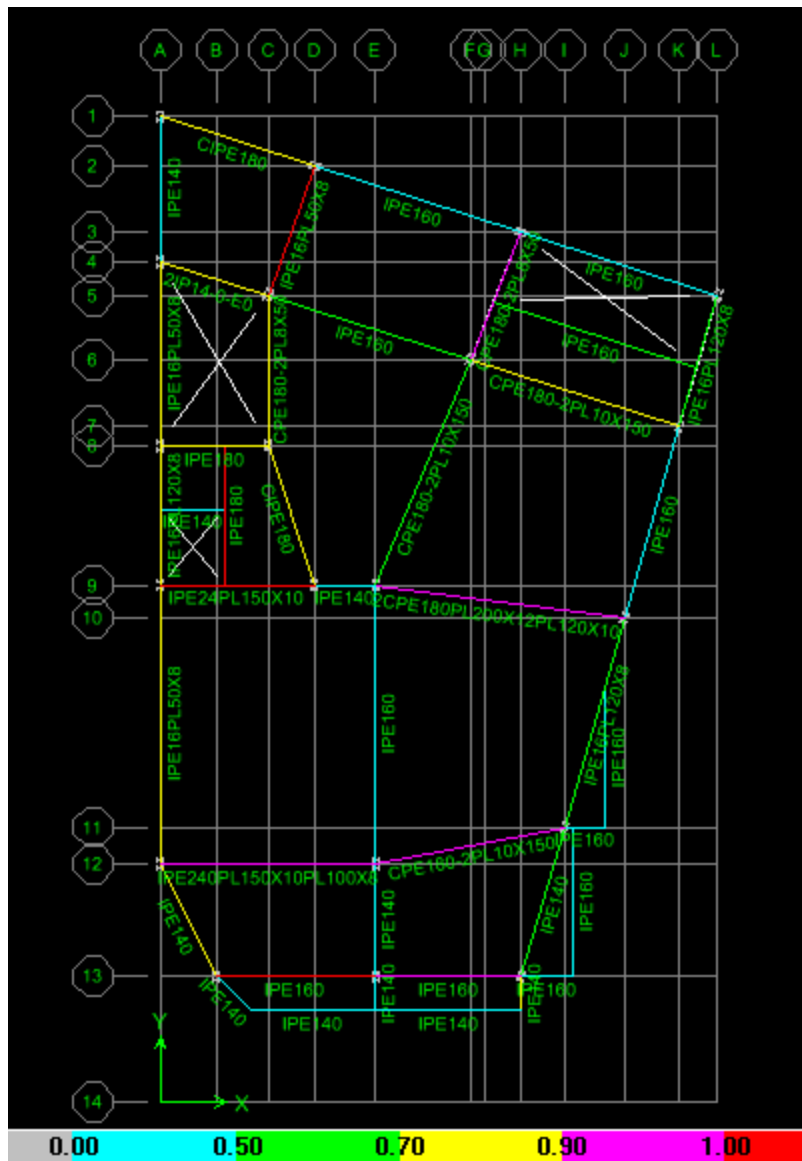 A B C D E F G H I J K L
1
2
3
4
5
6
7
8
9
10
11
12
13
14
CIPE180
IPE140
IPE16PL50X8
IPE160
IPE160
2IP14-0-E0
IPE160
CPE180-2PL8X50
IPE160
IPE16PL120X8
IPE16PL50X8
CPE180-2PL8X50
CPE180-2PL10X150
CPE180-2PL10X150
IPE180
IPE140
IPE180
CIPE180
IPE160
IPE24PL150X10
IPE140
2CPE180PL200X12PL120X10
IPE16PL50X8
IPE160
IPE16PL120X8
IPE160
IPE160
IPE240PL150X10PL100X8
CPE180-2PL10X150
IPE140
IPE140
IPE140
IPE160
IPE160
IPE160
IPE160
IPE140
IPE140
IPE140
IPE140
IPE140
Y
X
0.00 0.50 0.70 0.90 1.00